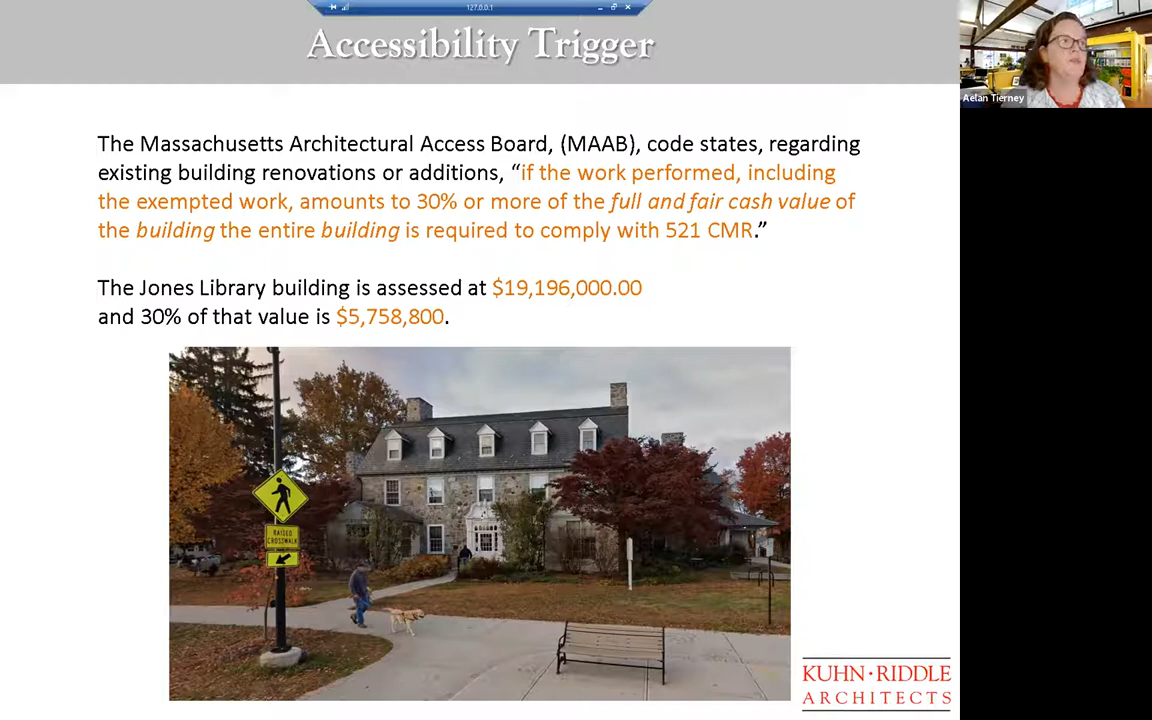 127.0.0.1
Accessibility Trigger
Aelan Tierney
The Massachusetts Architectural Access Board, (MAAB), code states, regarding
existing building renovations or additions, “if the work performed, including
the exempted work, amounts to 30% or more of the full and fair cash value of
the building the entire building is required to comply with 521 CMR.”
The Jones Library building is assessed at $19,196,000.00
and 30% of that value is $5,758,800.
RAISED
CROSSWALK
KUHN·RIDDLE
ARCHITECTS